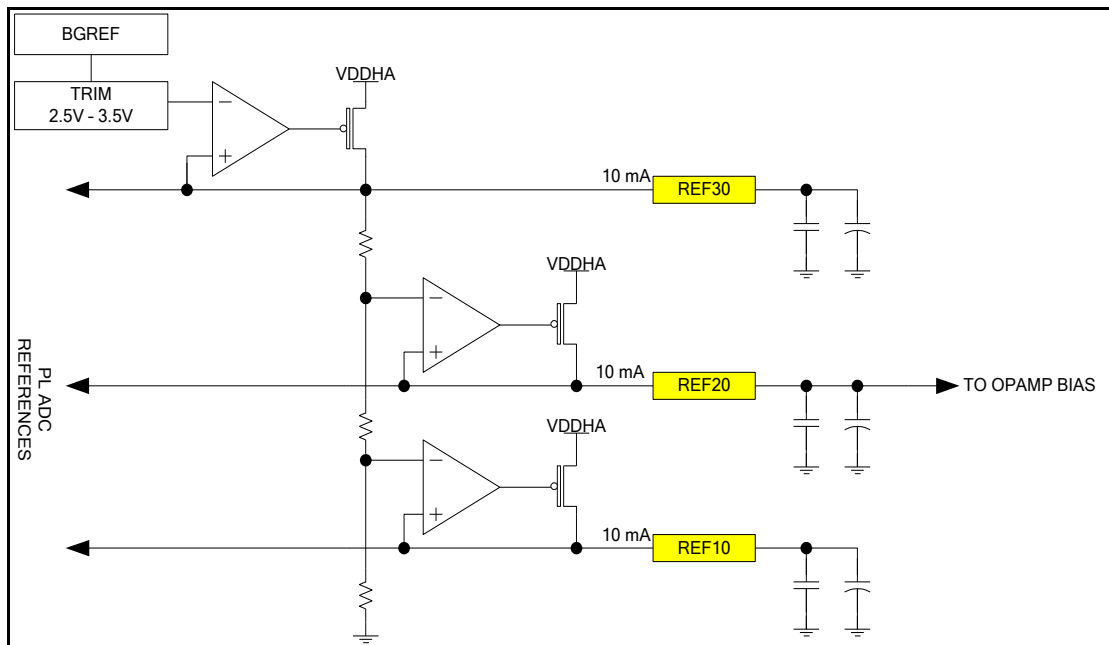 BGREF
TRIM
2.5V - 3.5V
VDDHA
−
+
10 mA
REF30
VDDHA
−
+
10 mA
REF20
TO OPAMP BIAS
PL ADC
REFERENCES
VDDHA
−
+
10 mA
REF10